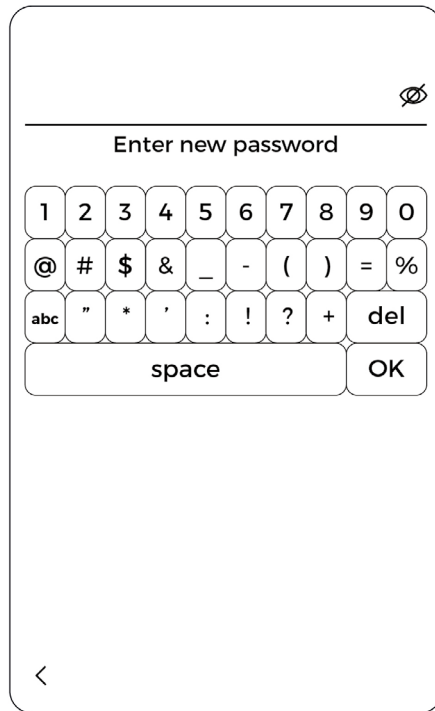 Enter new password
1 2 3 4 5 6 7 8 9 0
@ # $ & _ - ( ) = %
abc " * ' : ! ? + del
space OK